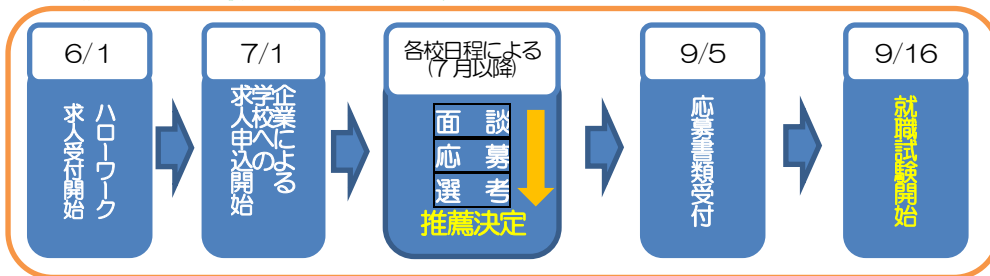 6/1
ハローワーク
求人受付開始
7/1
企業による
学校への
求人申込開始
各校日程による
(7月以降)
面 談
応 募
選 考
推薦決定
9/5
応募書類受付
9/16
就職試験開始